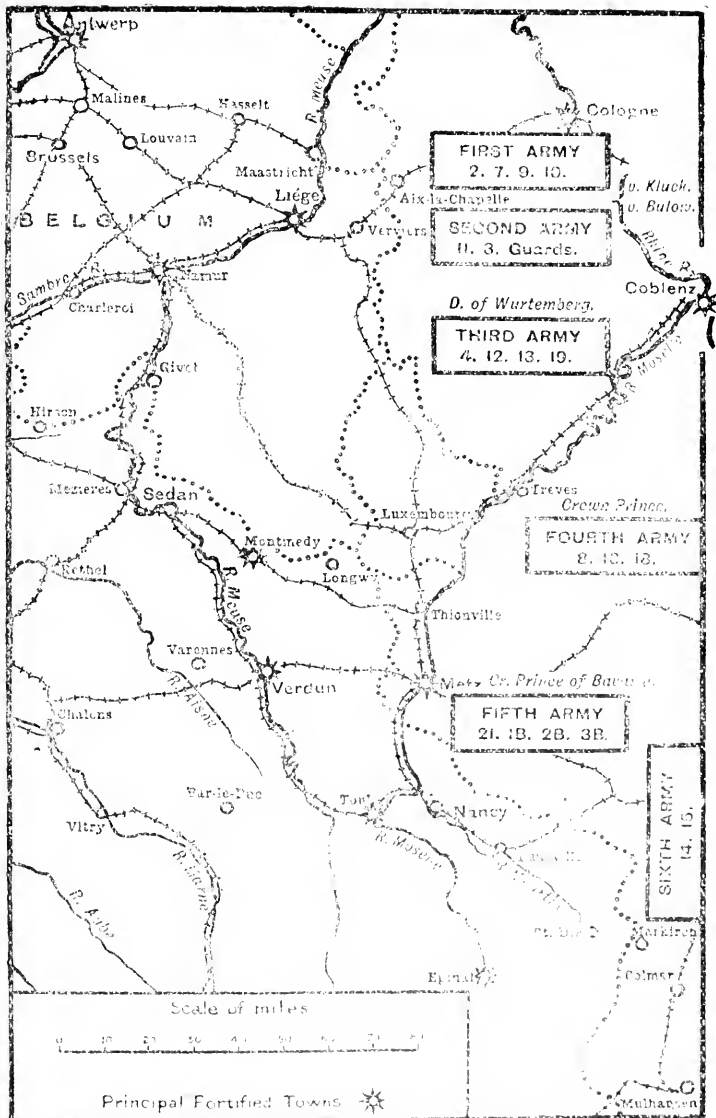 Antwerp
Malines
Hasselt
R. Meuse
Cologne
Louvain
Brussels
Maastricht
FIRST ARMY
2. 7. 9. 10.
Aix-la-Chapelle
v. Kluck.
v. Bulow.
Liége
BELGIUM
Verviers
SECOND ARMY
11. 3. Guards.
Rhine R.
Sambre R.
Namur
Coblenz
Charleroi
D. of Wurtemberg.
THIRD ARMY
4. 12. 13. 19.
R. Moselle
Givet
Hirson
Mezieres
Sedan
Treves
Crown Prince.
Luxembourg
Montmedy
FOURTH ARMY
Longwy
Rethel
R. Meuse
Thionville
Varennes
R. Aisne
Verdun
Metz
Cr. Prince of Bavaria.
FIFTH ARMY
21. 1B. 2B. 3B.
Chalons
Bar-le-Duc
Vitry
Toul
Nancy
R. Moselle
R. Marne
SIXTH ARMY
14. 15.
R. Aube
Markirch
Epinal
Colmar
Scale of miles
Principal Fortified Towns
Mulhausen